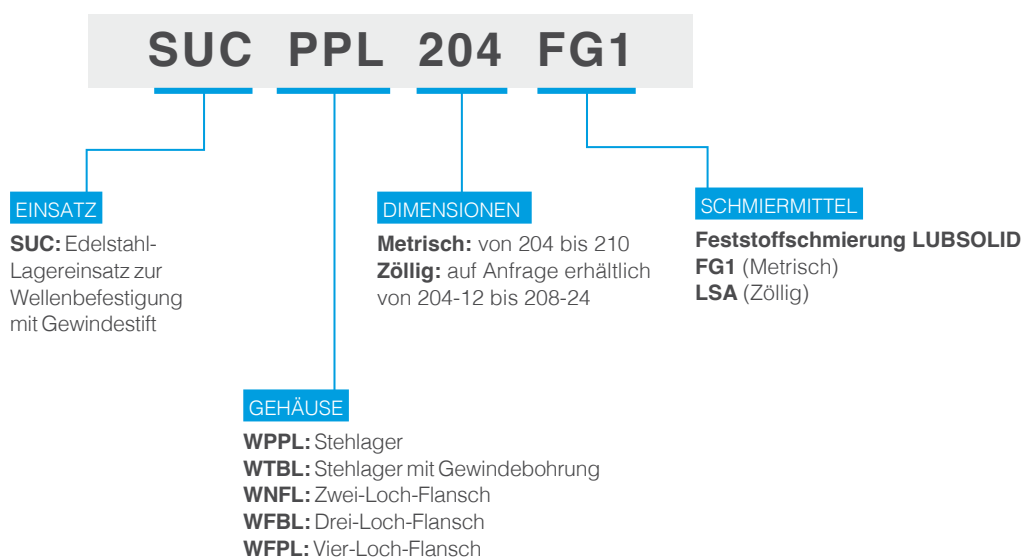 SUC PPL 204 FG1
EINSATZ
SUC: Edelstahl-
Lagereinsatz zur
Wellenbefestigung
mit Gewindestift
DIMENSIONEN
Metrisch: von 204 bis 210
Zöllig: auf Anfrage erhältlich
von 204-12 bis 208-24
SCHMIERMITTEL
Feststoffschmierung LUBSOLID
FG1 (Metrisch)
LSA (Zöllig)
GEHÄUSE
WPPL: Stehlager
WTBL: Stehlager mit Gewindebohrung
WNFL: Zwei-Loch-Flansch
WFBL: Drei-Loch-Flansch
WFPL: Vier-Loch-Flansch